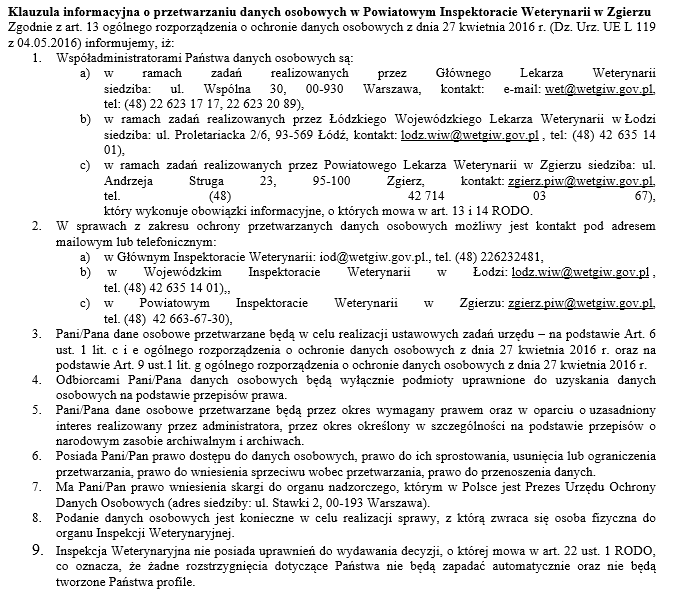 Klauzula informacyjna o przetwarzaniu danych osobowych w Powiatowym Inspektoracie Weterynarii w Zgierzu
Zgodnie z art. 13 ogólnego rozporządzenia o ochronie danych osobowych z dnia 27 kwietnia 2016 r. (Dz. Urz. UE L 119
z 04.05.2016) informujemy, iż:
1. Współadministratorami Państwa danych osobowych są:
a) w ramach zadań realizowanych przez Głównego Lekarza Weterynarii
siedziba: ul. Wspólna 30, 00-930 Warszawa, kontakt: e-mail: wet@wetgiw.gov.pl,
tel: (48) 22 623 17 17, 22 623 20 89),
b) w ramach zadań realizowanych przez Łódzkiego Wojewódzkiego Lekarza Weterynarii w Łodzi
siedziba: ul. Proletariacka 2/6, 93-569 Łódź, kontakt: lodz.wiw@wetgiw.gov.pl , tel: (48) 42 635 14
01),
c) w ramach zadań realizowanych przez Powiatowego Lekarza Weterynarii w Zgierzu siedziba: ul.
Andrzeja Struga 23, 95-100 Zgierz, kontakt: zgierz.piw@wetgiw.gov.pl,
tel. (48) 42 714 03 67),
który wykonuje obowiązki informacyjne, o których mowa w art. 13 i 14 RODO.
2. W sprawach z zakresu ochrony przetwarzanych danych osobowych możliwy jest kontakt pod adresem
mailowym lub telefonicznym:
a) w Głównym Inspektoracie Weterynarii: iod@wetgiw.gov.pl., tel. (48) 226232481,
b) w Wojewódzkim Inspektoracie Weterynarii w Łodzi: lodz.wiw@wetgiw.gov.pl ,
tel. (48) 42 635 14 01),,
c) w Powiatowym Inspektoracie Weterynarii w Zgierzu: zgierz.piw@wetgiw.gov.pl,
tel. (48) 42 663-67-30),
3. Pani/Pana dane osobowe przetwarzane będą w celu realizacji ustawowych zadań urzędu – na podstawie Art. 6
ust. 1 lit. c i e ogólnego rozporządzenia o ochronie danych osobowych z dnia 27 kwietnia 2016 r. oraz na
podstawie Art. 9 ust.1 lit. g ogólnego rozporządzenia o ochronie danych osobowych z dnia 27 kwietnia 2016 r.
4. Odbiorcami Pani/Pana danych osobowych będą wyłącznie podmioty uprawnione do uzyskania danych
osobowych na podstawie przepisów prawa.
5. Pani/Pana dane osobowe przetwarzane będą przez okres wymagany prawem oraz w oparciu o uzasadniony
interes realizowany przez administratora, przez okres określony w szczególności na podstawie przepisów o
narodowym zasobie archiwalnym i archiwach.
6. Posiada Pani/Pan prawo dostępu do danych osobowych, prawo do ich sprostowania, usunięcia lub ograniczenia
przetwarzania, prawo do wniesienia sprzeciwu wobec przetwarzania, prawo do przenoszenia danych.
7. Ma Pani/Pan prawo wniesienia skargi do organu nadzorczego, którym w Polsce jest Prezes Urzędu Ochrony
Danych Osobowych (adres siedziby: ul. Stawki 2, 00-193 Warszawa).
8. Podanie danych osobowych jest konieczne w celu realizacji sprawy, z którą zwraca się osoba fizyczna do
organu Inspekcji Weterynaryjnej.
9. Inspekcja Weterynaryjna nie posiada uprawnień do wydawania decyzji, o której mowa w art. 22 ust. 1 RODO,
co oznacza, że żadne rozstrzygnięcia dotyczące Państwa nie będą zapadać automatycznie oraz nie będą
tworzone Państwa profile.